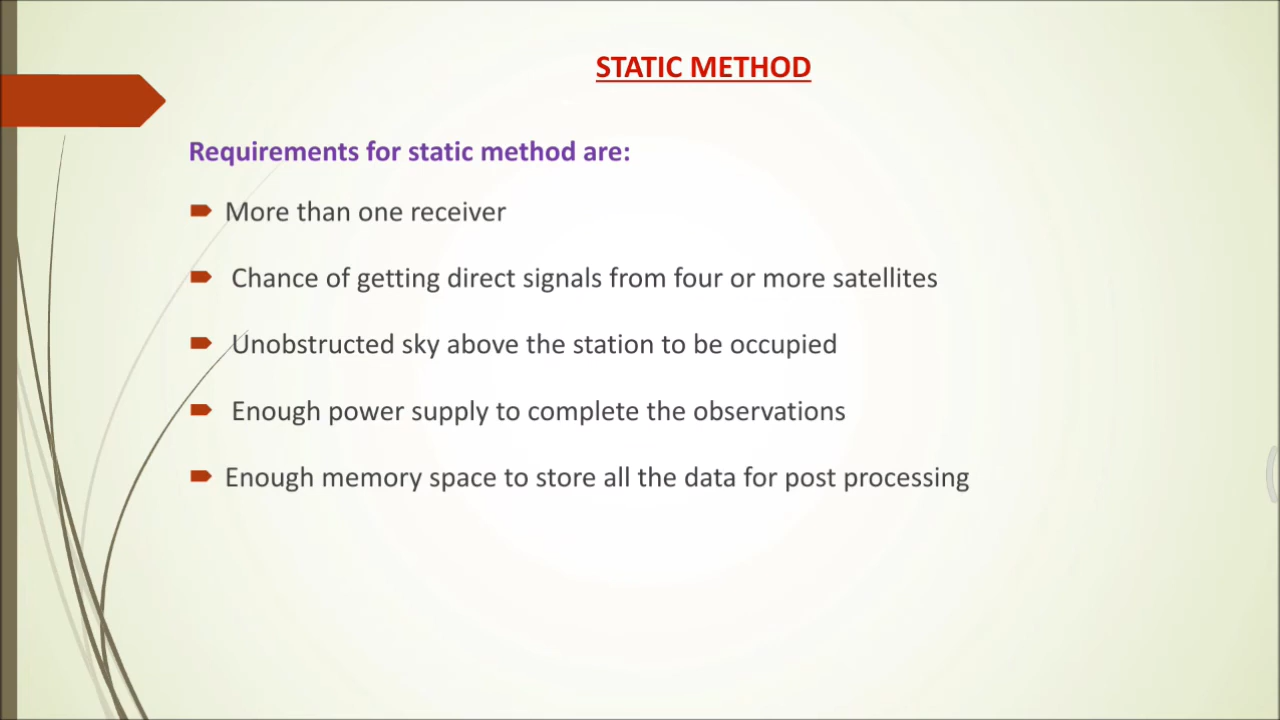 STATIC METHOD
Requirements for static method are:
More than one receiver
Chance of getting direct signals from four or more satellites
Unobstructed sky above the station to be occupied
Enough power supply to complete the observations
Enough memory space to store all the data for post processing